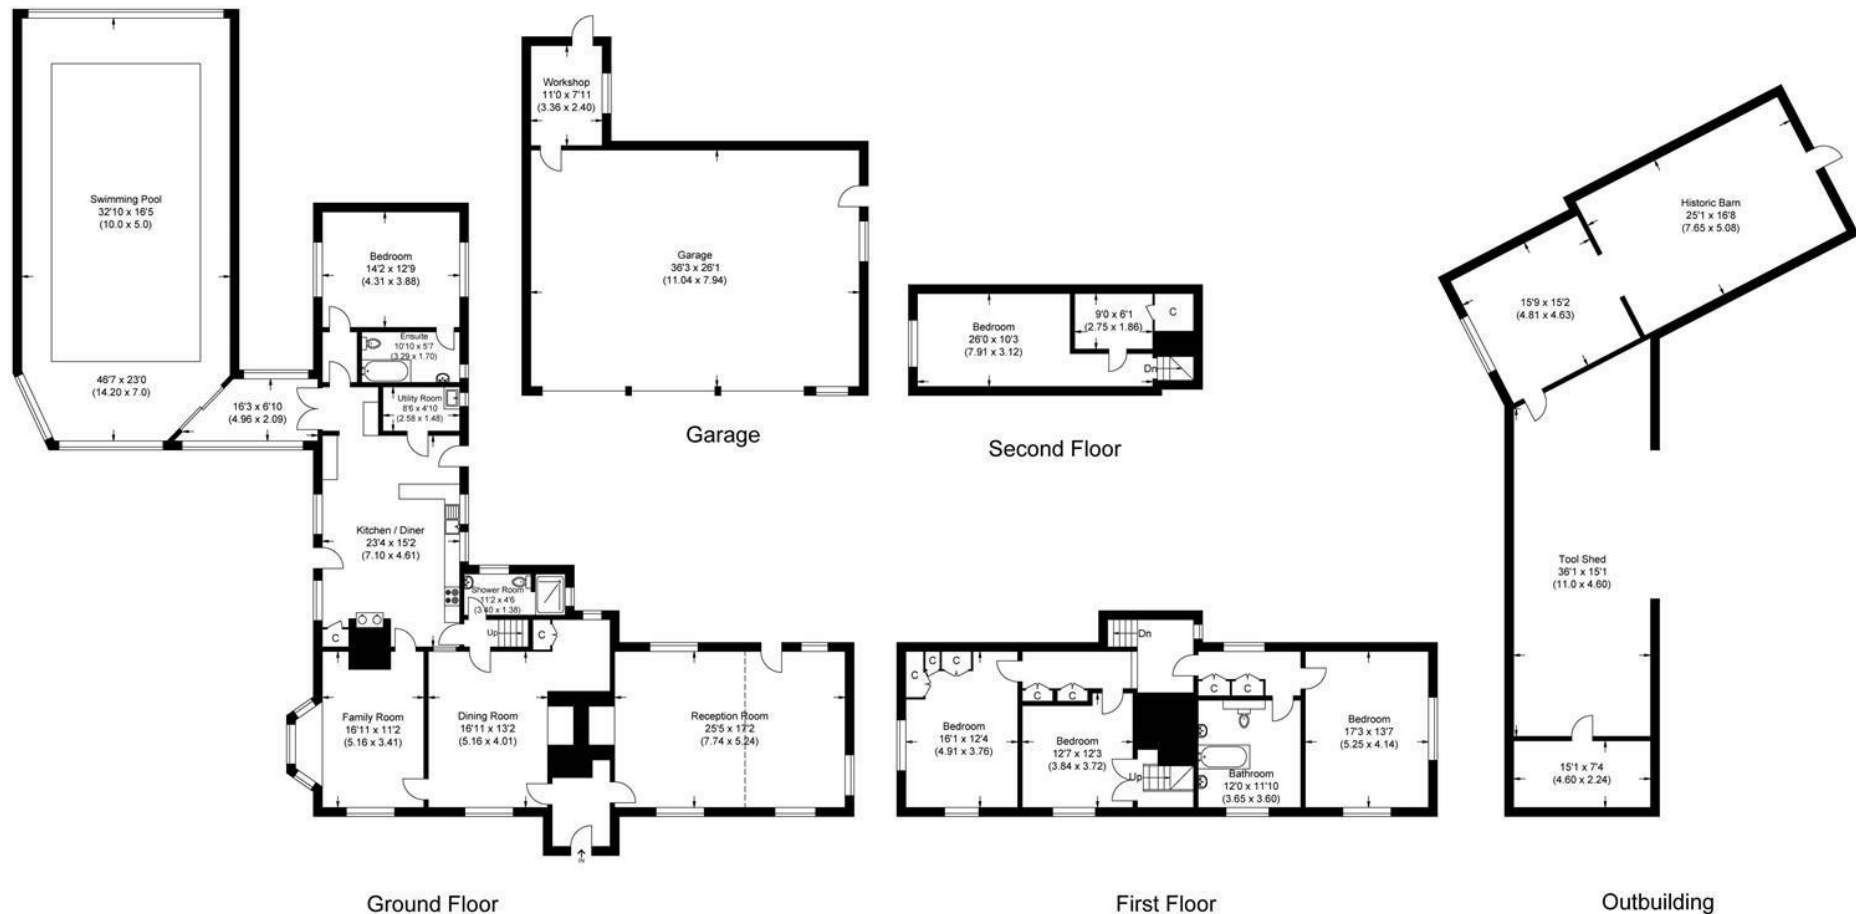 Swimming Pool
32'10 x 16'5
(10.0 x 5.0)
46'7 x 23'0
(14.20 x 7.0)
16'3 x 6'10
(4.96 x 2.09)
Bedroom
14'2 x 12'9
(4.31 x 3.88)
Ensuite
10'10 x 5'7
(3.29 x 1.70)
Utility Room
8'6 x 4'10
(2.58 x 1.48)
Kitchen / Diner
23'4 x 15'2
(7.10 x 4.61)
Shower Room
11'2 x 4'6
(3.40 x 1.38)
Up
C
C
Family Room
16'11 x 11'2
(5.16 x 3.41)
Dining Room
16'11 x 13'2
(5.16 x 4.01)
Reception Room
25'5 x 17'2
(7.74 x 5.24)
IN
Ground Floor
Workshop
11'0 x 7'11
(3.36 x 2.40)
Garage
36'3 x 26'1
(11.04 x 7.94)
Garage
Bedroom
26'0 x 10'3
(7.91 x 3.12)
9'0 x 6'1
(2.75 x 1.86)
C
Dn
Second Floor
Dn
C
C
C
C
C
C
C
Bedroom
16'1 x 12'4
(4.91 x 3.76)
Bedroom
12'7 x 12'3
(3.84 x 3.72)
Up
Bathroom
12'0 x 11'10
(3.65 x 3.60)
Bedroom
17'3 x 13'7
(5.25 x 4.14)
First Floor
Historic Barn
25'1 x 16'8
(7.65 x 5.08)
15'9 x 15'2
(4.81 x 4.63)
Tool Shed
36'1 x 15'1
(11.0 x 4.60)
15'1 x 7'4
(4.60 x 2.24)
Outbuilding